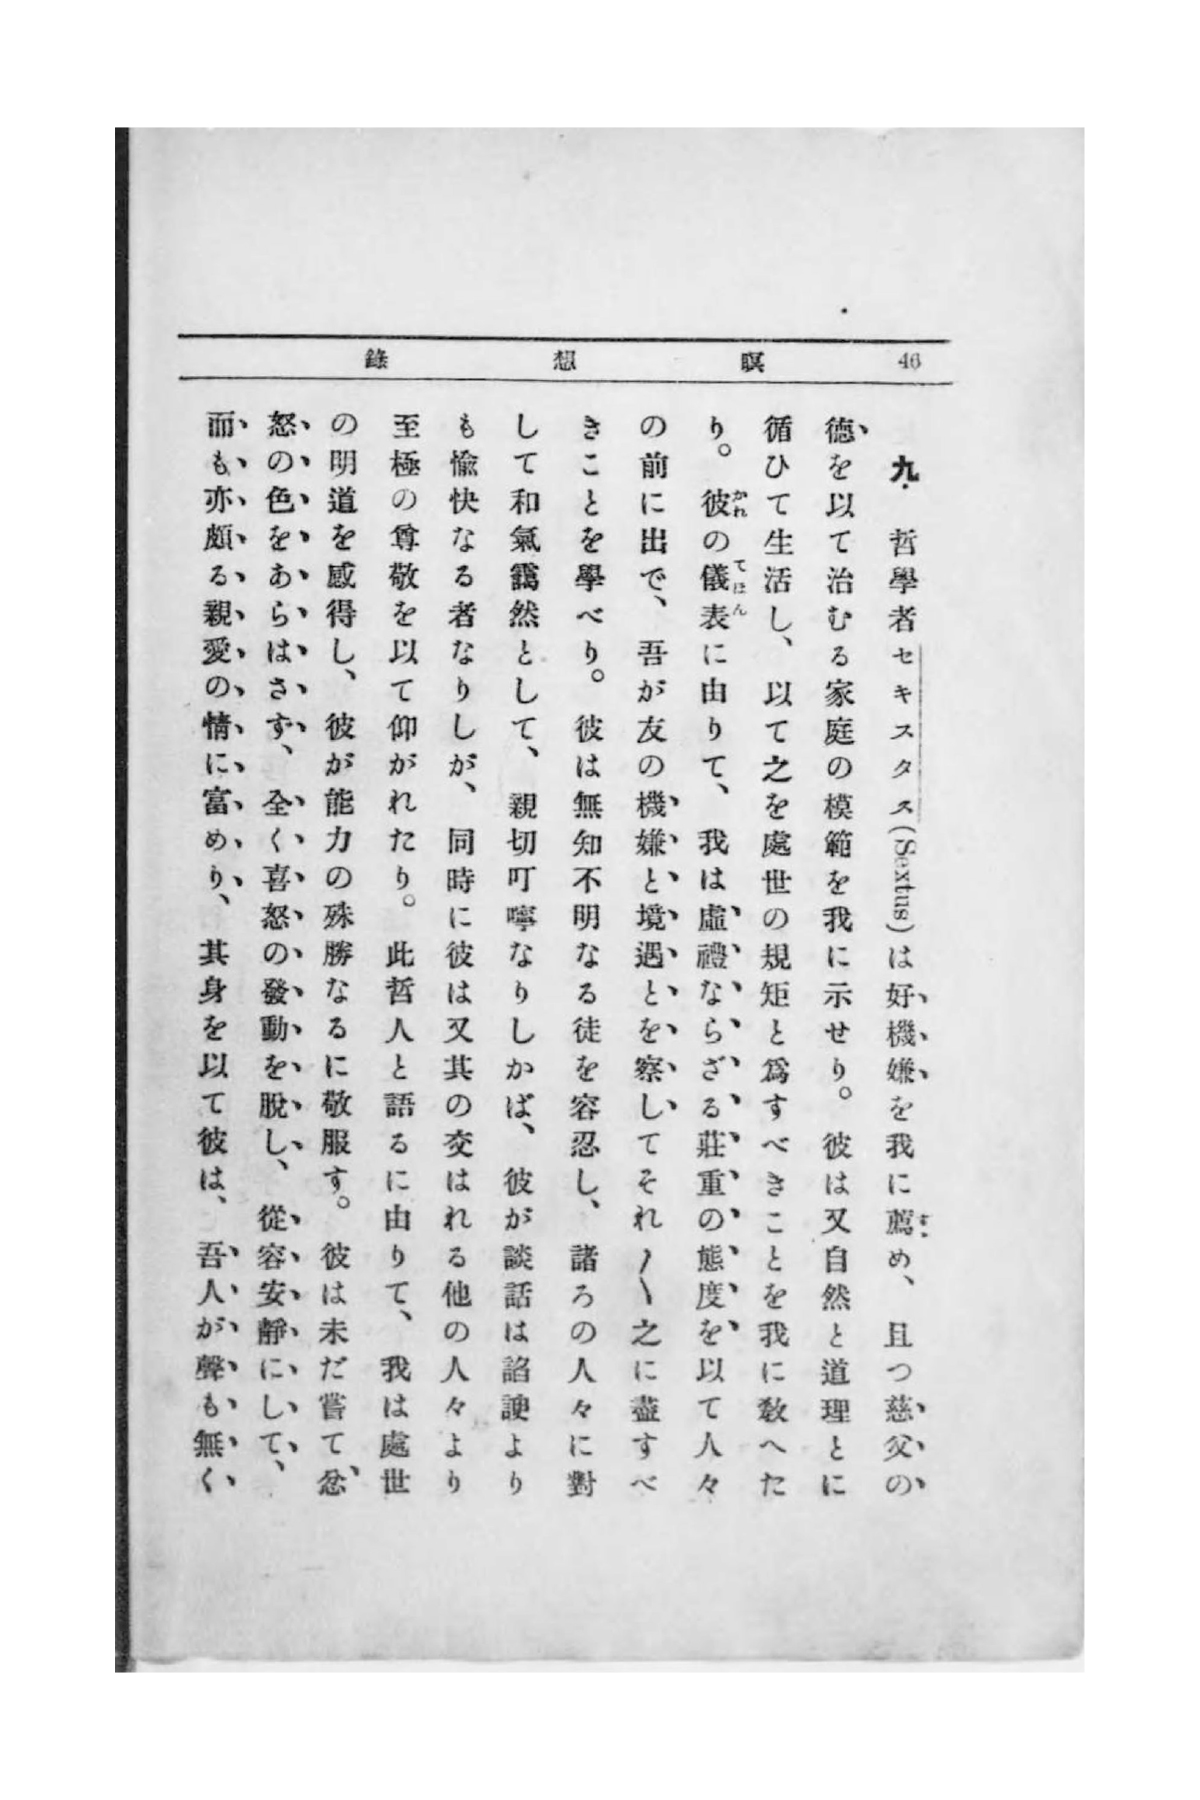 46 瞑想錄
九. 哲學者セキスタス(Sextus)は好機嫌を我に薦め、且つ慈父の
德を以て治むる家庭の模範を我に示せり。彼は又自然と道理とに
循ひて生活し、以て之を處世の規矩と爲すべきことを我に敎へた
り。彼の儀表に由りて、我は虛禮ならざる莊重の態度を以て人々
の前に出で、吾が友の機嫌と境遇とを察してそれ〱之に盡すべ
きことを學べり。彼は無知不明なる徒を容忍し、諸ろの人々に對
して和氣靄然として、親切叮嚀なりしかば、彼が談話は諂諛より
も愉快なる者なりしが、同時に彼は又其の交はれる他の人々より
至極の尊敬を以て仰がれたり。此哲人と語るに由りて、我は處世
の明道を感得し、彼が能力の殊勝なるに敬服す。彼は未だ嘗て忿
怒の色をあらはさず、全く喜怒の發動を脫し、從容安靜にして、
而も亦頗る親愛の情に富めり、其身を以て彼は、吾人が聲も無く